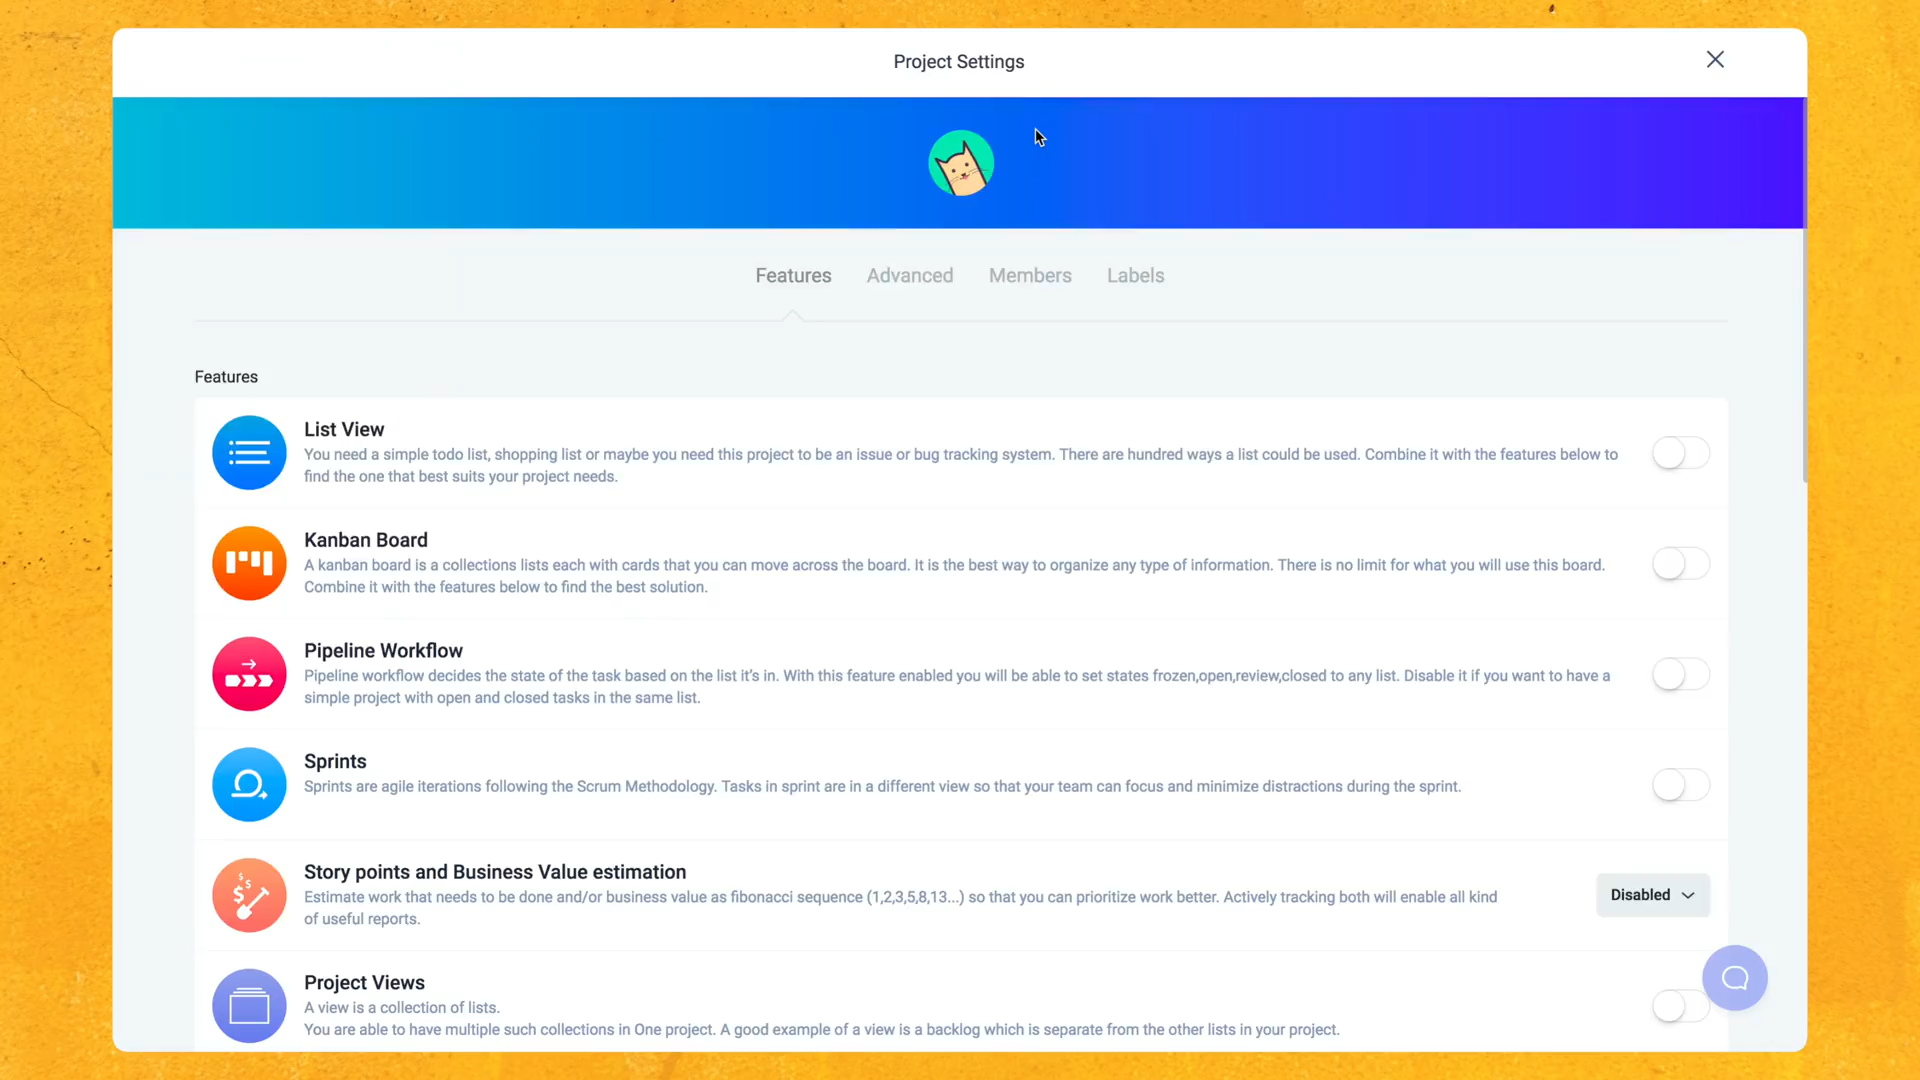 Project Settings
Features
Advanced
Members
Labels
Features
List View
You need a simple todo list, shopping list or maybe you need this project to be an issue or bug tracking system. There are hundred ways a list could be used. Combine it with the features below to
find the one that best suits your project needs.
Kanban Board
A kanban board is a collections lists each with cards that you can move across the board. It is the best way to organize any type of information. There is no limit for what you will use this board.
Combine it with the features below to find the best solution.
Pipeline Workflow
Pipeline workflow decides the state of the task based on the list it's in. With this feature enabled you will be able to set states frozen,open,review,closed to any list. Disable it if you want to have a
simple project with open and closed tasks in the same list.
Sprints
Sprints are agile iterations following the Scrum Methodology. Tasks in sprint are in a different view so that your team can focus and minimize distractions during the sprint.
Story points and Business Value estimation
Estimate work that needs to be done and/or business value as fibonacci sequence (1,2,3,5,8,13...) so that you can prioritize work better. Actively tracking both will enable all kind
of useful reports.
Disabled
Project Views
A view is a collection of lists.
You are able to have multiple such collections in One project. A good example of a view is a backlog which is separate from the other lists in your project.